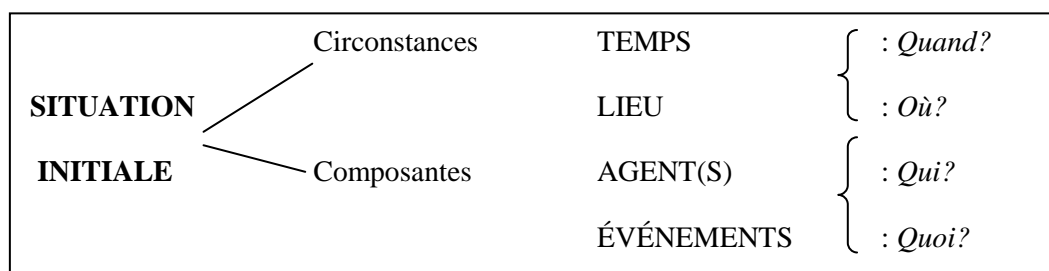 Circonstances TEMPS : Quand?
SITUATION LIEU : Où?
INITIALE Composantes AGENT(S) : Qui?
ÉVÉNEMENTS : Quoi?